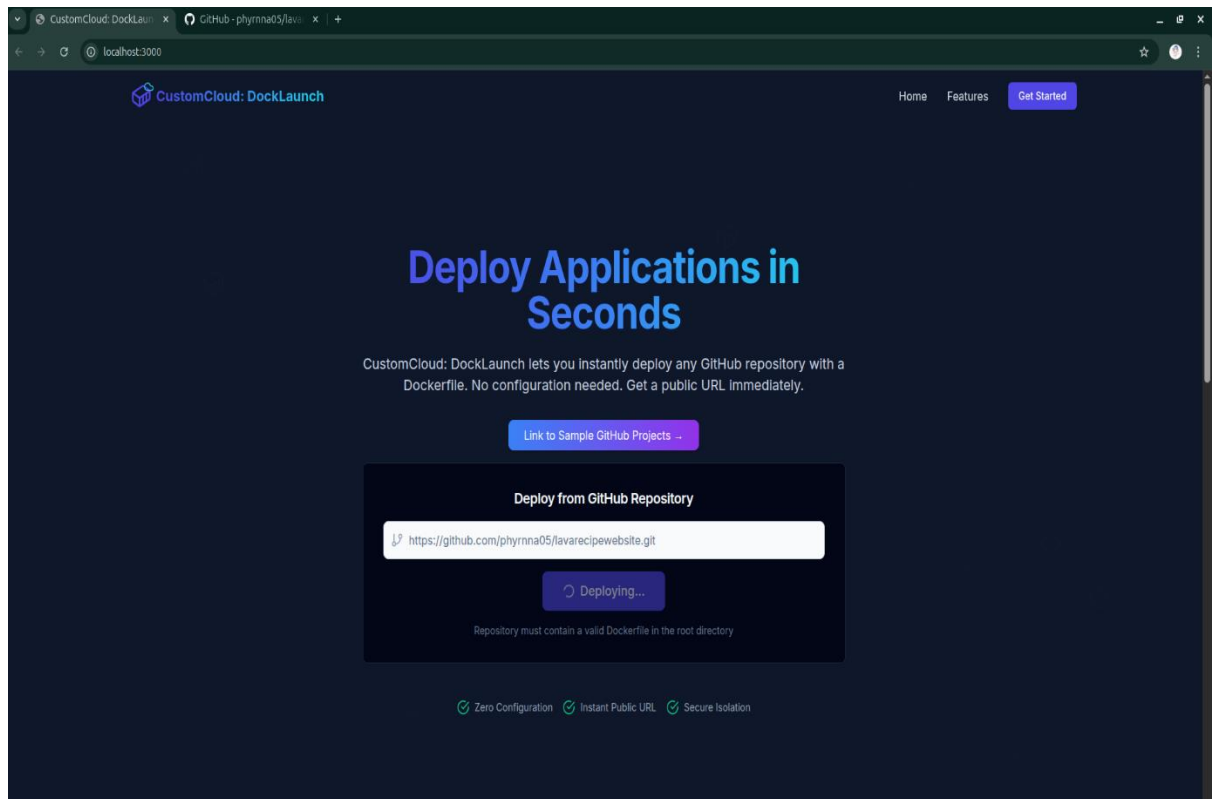 CustomCloud: DockLaun
GitHub - phyrnna05/lava
localhost:3000
CustomCloud: DockLaunch
Home
Features
Get Started
Deploy Applications in
Seconds
CustomCloud: DockLaunch lets you instantly deploy any GitHub repository with a
Dockerfile. No configuration needed. Get a public URL immediately.
Link to Sample GitHub Projects →
Deploy from GitHub Repository
https://github.com/phyrnna05/lavarecipewebsite.git
Deploying...
Repository must contain a valid Dockerfile in the root directory
Zero Configuration
Instant Public URL
Secure Isolation